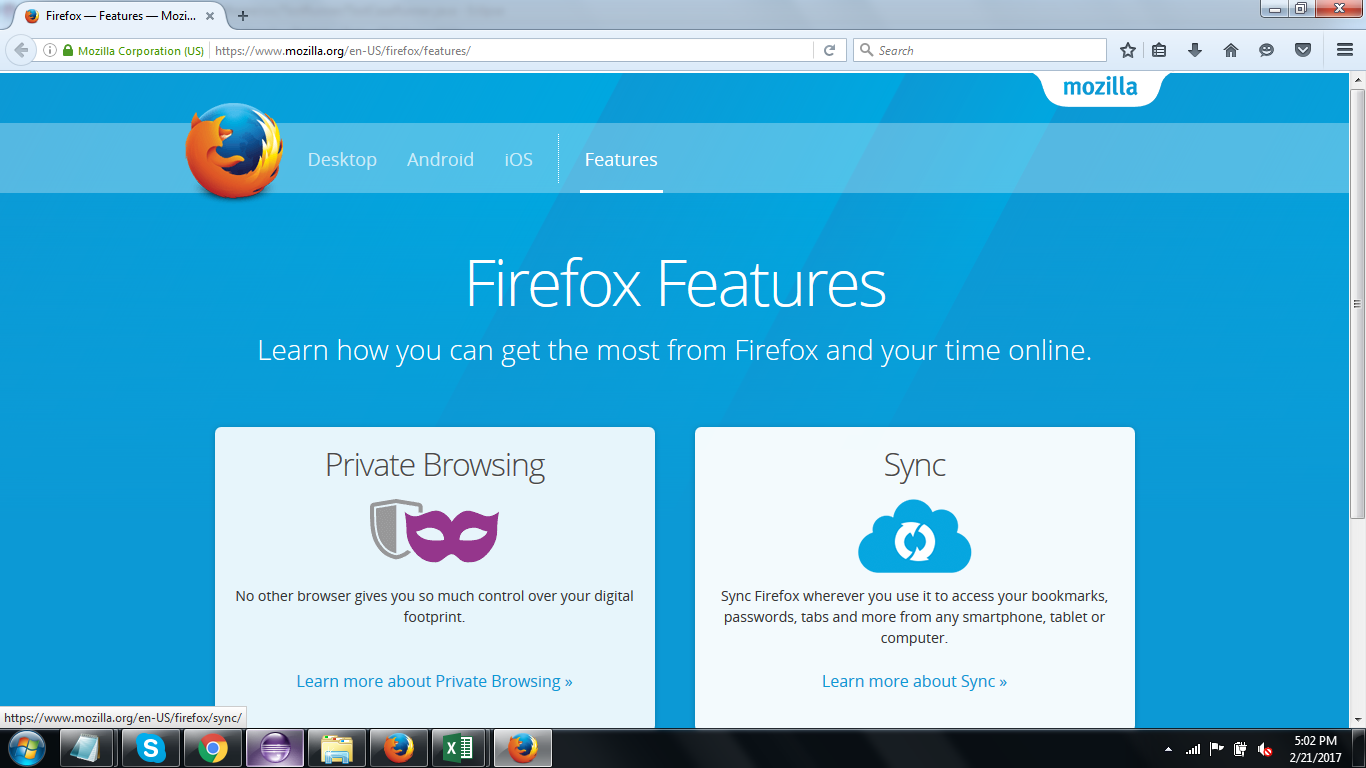 Firefox — Features — Mozi...
Mozilla Corporation (US)
https://www.mozilla.org/en-US/firefox/features/
Search
mozilla
Desktop
Android
iOS
Features
Firefox Features
Learn how you can get the most from Firefox and your time online.
Private Browsing
No other browser gives you so much control over your digital
footprint.
Learn more about Private Browsing »
Sync
Sync Firefox wherever you use it to access your bookmarks,
passwords, tabs and more from any smartphone, tablet or
computer.
Learn more about Sync »
https://www.mozilla.org/en-US/firefox/sync/
5:02 PM
2/21/2017